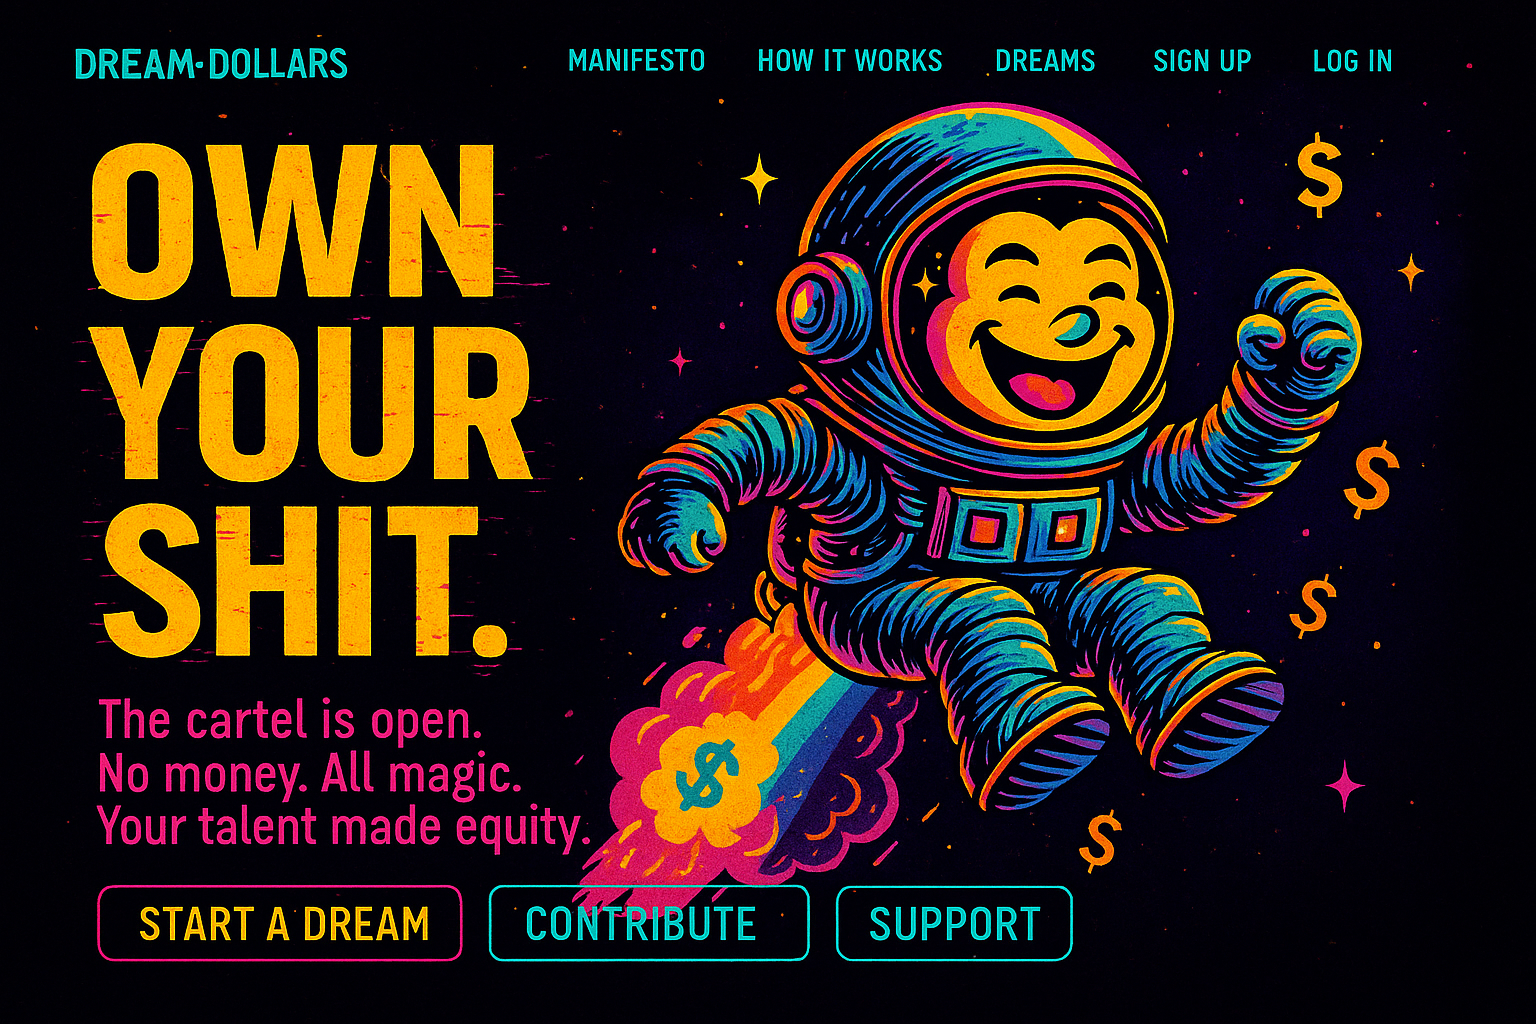 DREAM·DOLLARS
MANIFESTO
HOW IT WORKS
DREAMS
SIGN UP
LOG IN
OWN
YOUR
SHIT.
The cartel is open.
No money. All magic.
Your talent made equity.
START A DREAM
CONTRIBUTE
SUPPORT
$
$
$
$
$